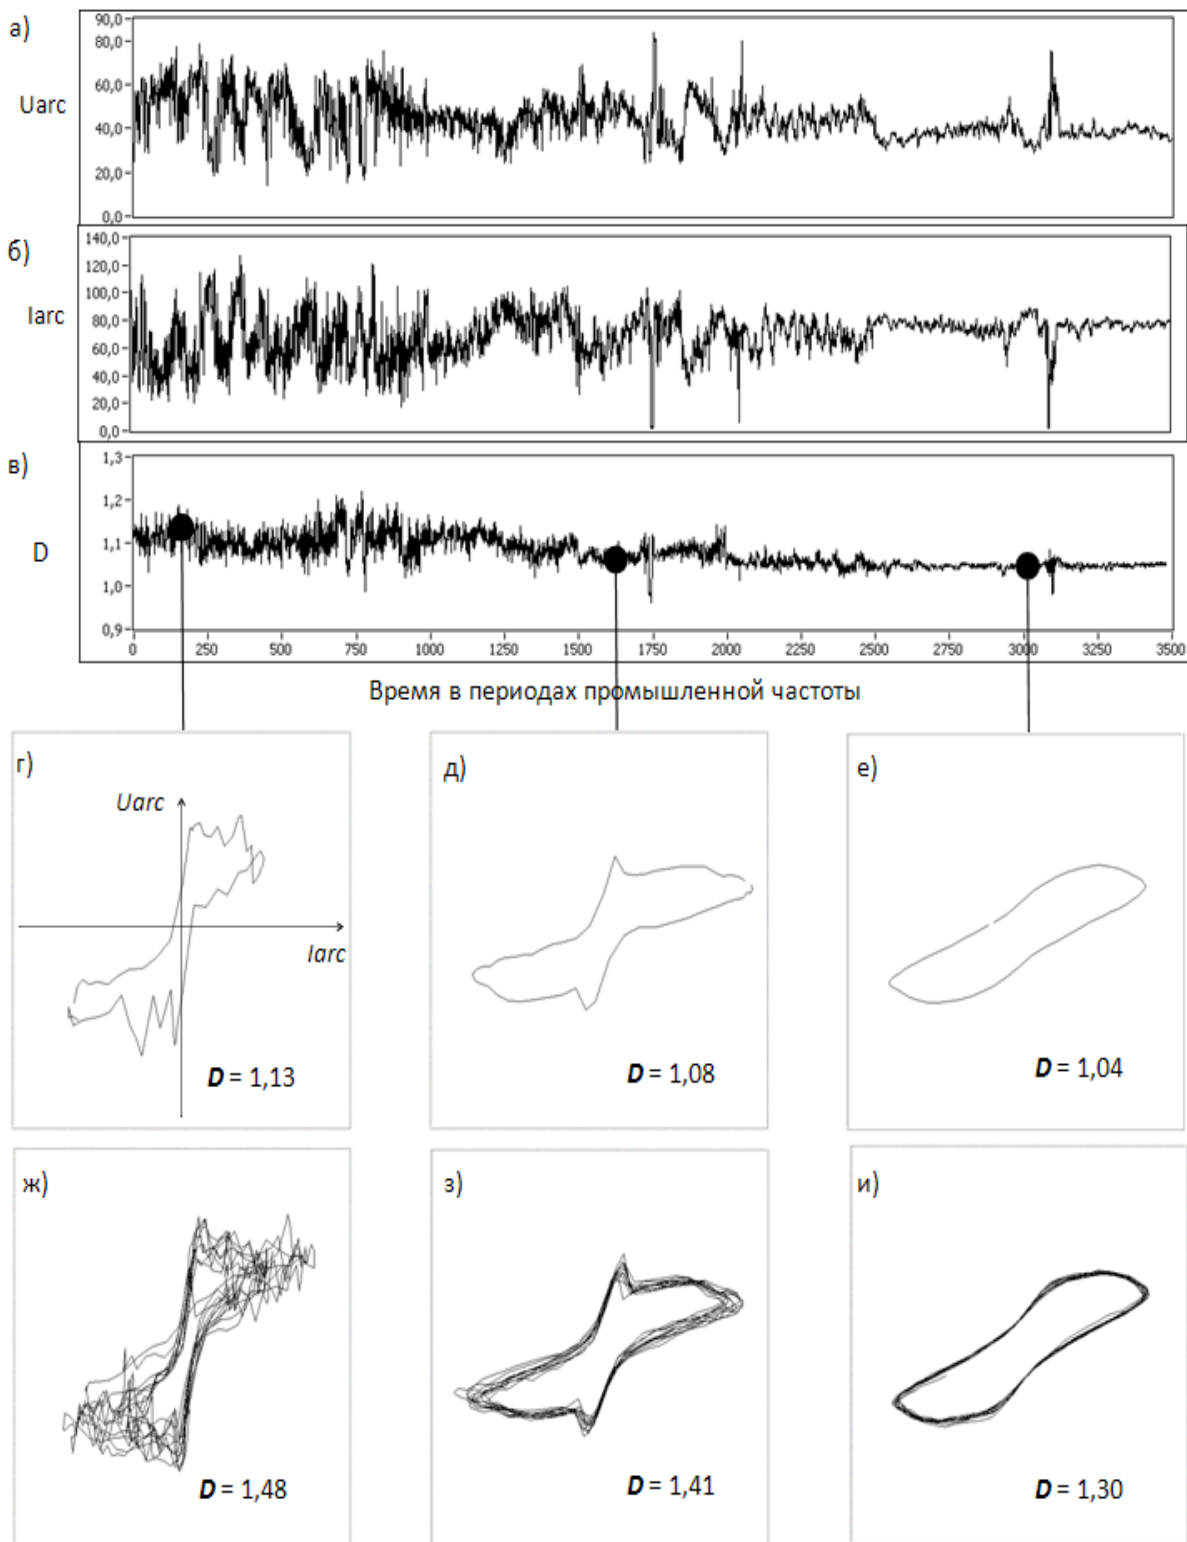 а)
90,0
80,0
60,0
Uarc
40,0
20,0
0,0
б)
140,0
120,0
100,0
Iarc
80,0
60,0
40,0
20,0
0,0
в)
1,3
1,2
D
1,1
1,0
0,9
0 250 500 750 1000 1250 1500 1750 2000 2250 2500 2750 3000 3250 3500
Время в периодах промышленной частоты
г)
Uarc
Iarc
D = 1,13
д)
D = 1,08
е)
D = 1,04
ж)
D = 1,48
з)
D = 1,41
и)
D = 1,30